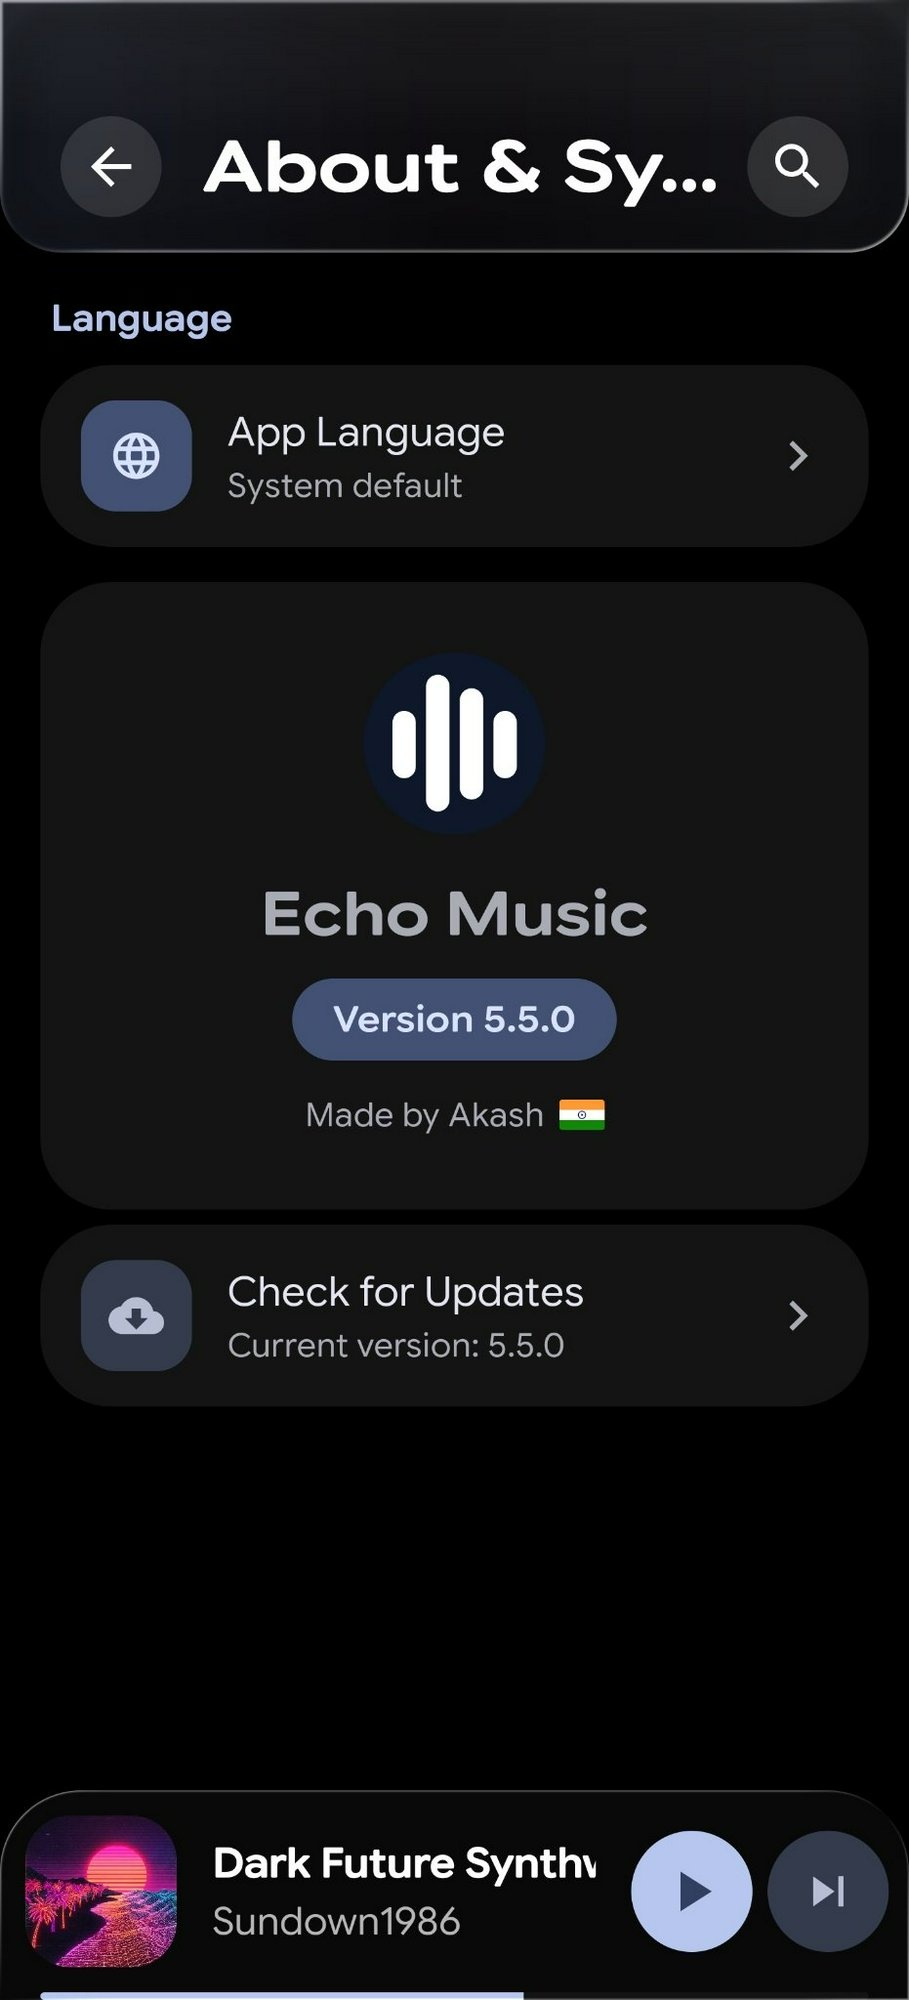 About & Sy...
Language
App Language
System default
Echo Music
Version 5.5.0
Made by Akash 🇮🇳
Check for Updates
Current version: 5.5.0
Dark Future Synthw
Sundown1986